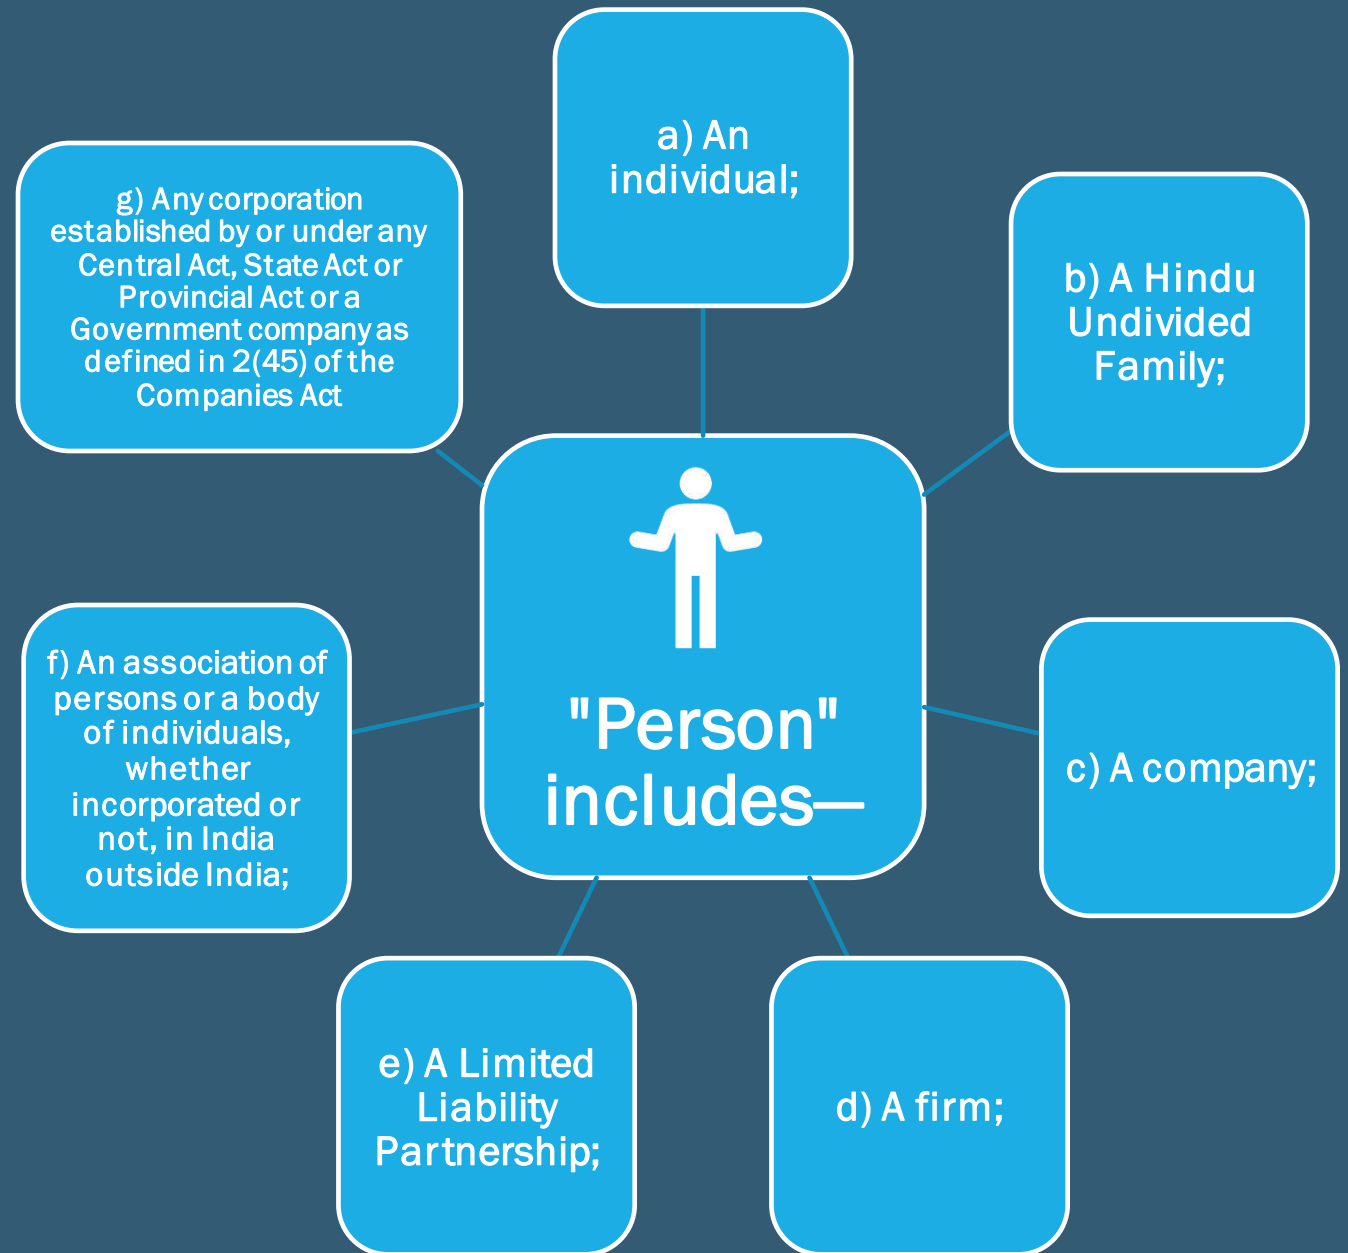 "Person"
includes—
a) An
individual;
b) A Hindu
Undivided
Family;
c) A company;
d) A firm;
e) A Limited
Liability
Partnership;
f) An association of
persons or a body
of individuals,
whether
incorporated or
not, in India
outside India;
g) Any corporation
established by or under any
Central Act, State Act or
Provincial Act or a
Government company as
defined in 2(45) of the
Companies Act